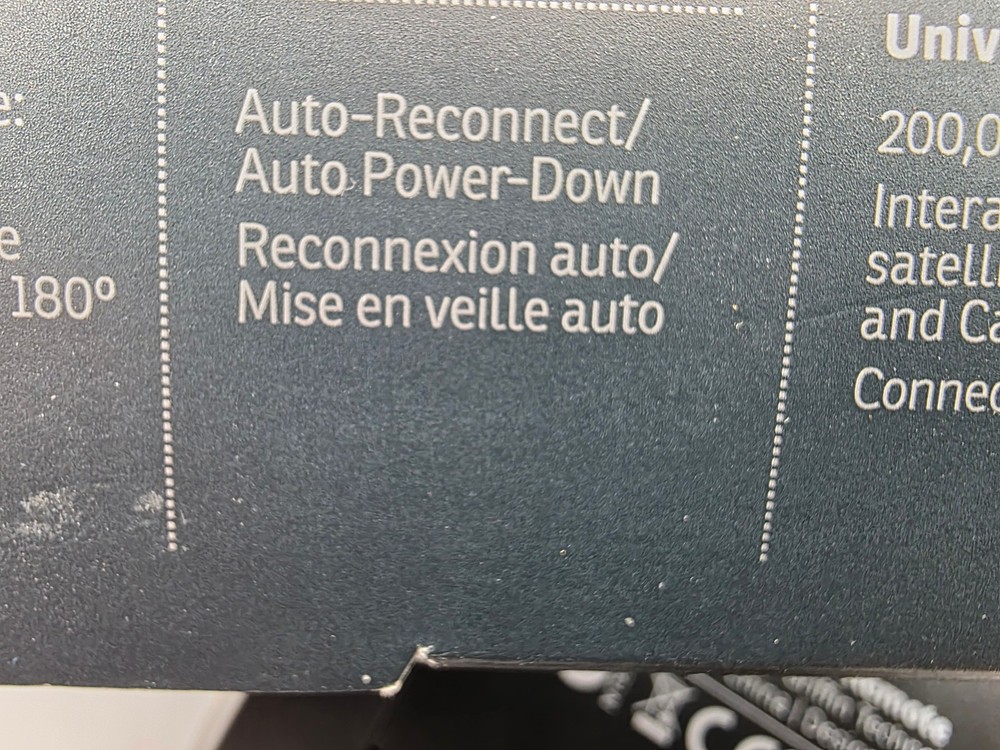 e:
e
180º
Auto-Reconnect/
Auto Power-Down
Reconnexion auto/
Mise en veille auto
Univ
200,0
Intera
satelli
and Ca
Connec